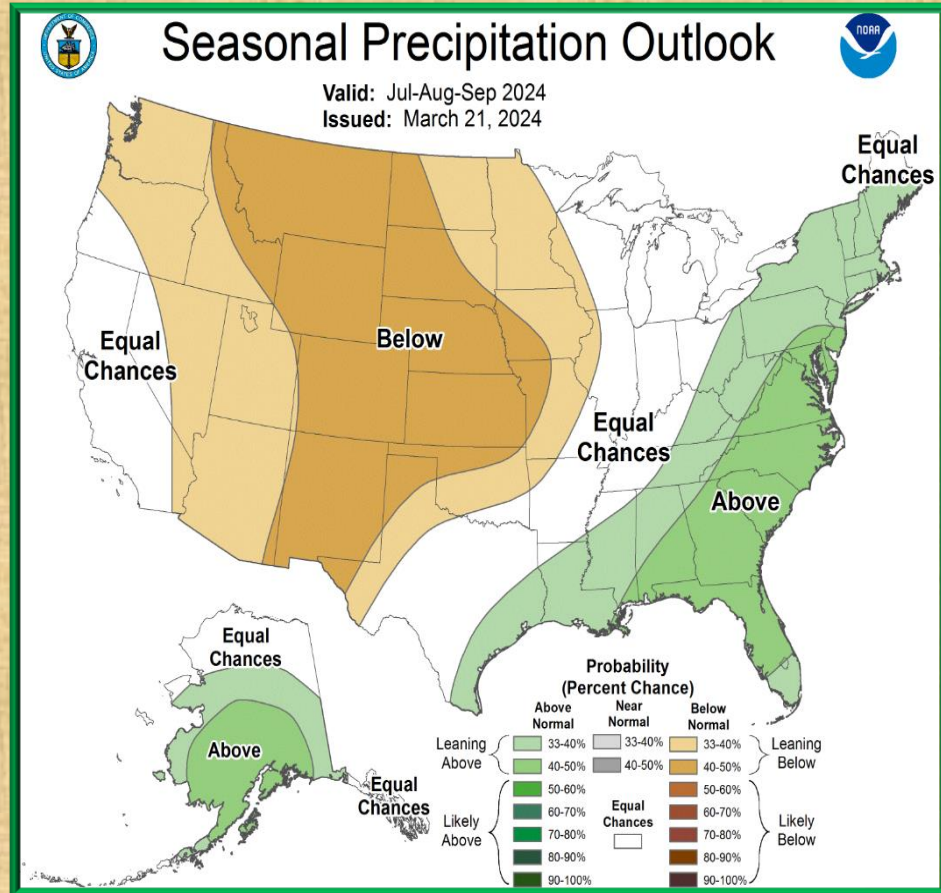 Seasonal Precipitation Outlook
NOAA
Valid: Jul-Aug-Sep 2024
Issued: March 21, 2024
Equal
Chances
Below
Equal
Chances
Equal
Chances
Above
Equal
Chances
Above
Equal
Chances
Probability
(Percent Chance)
Above
Normal
Near
Normal
Below
Normal
Leaning
Above
33-40%
33-40%
33-40%
Leaning
Below
40-50%
40-50%
40-50%
Likely
Above
50-60%
50-60%
Likely
Below
60-70%
Equal
Chances
60-70%
70-80%
70-80%
80-90%
80-90%
90-100%
90-100%